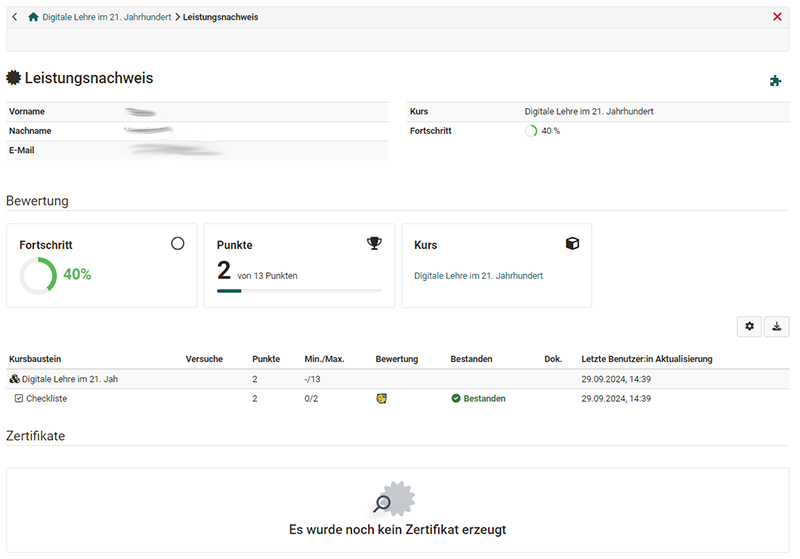 Digitale Lehre im 21. Jahrhundert > Leistungsnachweis
Leistungsnachweis
Vorname
Nachname
E-Mail
Kurs Digitale Lehre im 21. Jahrhundert
Fortschritt 40 %
Bewertung
Fortschritt
40%
Punkte
2 von 13 Punkten
Kurs
Digitale Lehre im 21. Jahrhundert
Kursbaustein Versuche Punkte Min./Max. Bewertung Bestanden Dok. Letzte Benutzer:in Aktualisierung
Digitale Lehre im 21. Jah 2 -/13 29.09.2024, 14:39
Checkliste 2 0/2 Bestanden 29.09.2024, 14:39
Zertifikate
Es wurde noch kein Zertifikat erzeugt